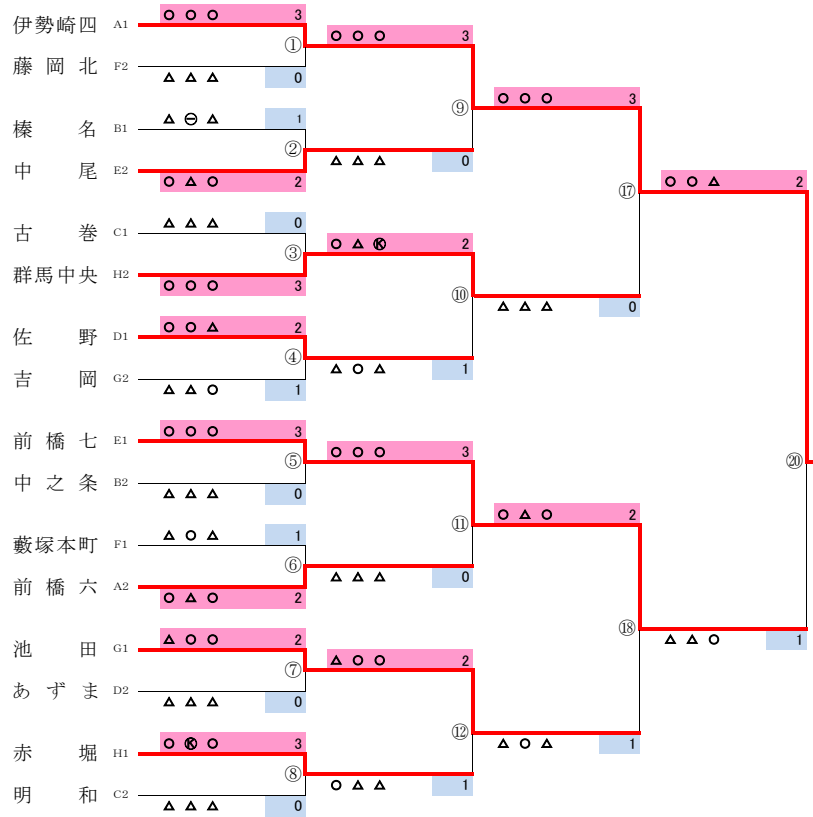 伊勢崎四 A1 ○ ○ ○ 3
① ○ ○ ○ 3
藤岡北 F2 △ △ △ 0
⑨ ○ ○ ○ 3
榛名 B1 △ ⊖ △ 1
② △ △ △ 0
中尾 E2 ○ △ ○ 2
⑰ ○ ○ △ 2
古巻 C1 △ △ △ 0
③ ○ △ Ⓚ 2
群馬中央 H2 ○ ○ ○ 3
⑩ △ △ △ 0
佐野 D1 ○ ○ △ 2
④ △ ○ △ 1
吉岡 G2 △ △ ○ 1
⑳
前橋七 E1 ○ ○ ○ 3
⑤ ○ ○ ○ 3
中之条 B2 △ △ △ 0
⑪ ○ △ ○ 2
藪塚本町 F1 △ ○ △ 1
⑥ △ △ △ 0
前橋六 A2 ○ △ ○ 2
⑱ △ △ ○ 1
池田 G1 △ ○ ○ 2
⑦ △ ○ ○ 2
あずま D2 △ △ △ 0
⑫ △ ○ △ 1
赤堀 H1 ○ Ⓚ ○ 3
⑧ ○ △ △ 1
明和 C2 △ △ △ 0